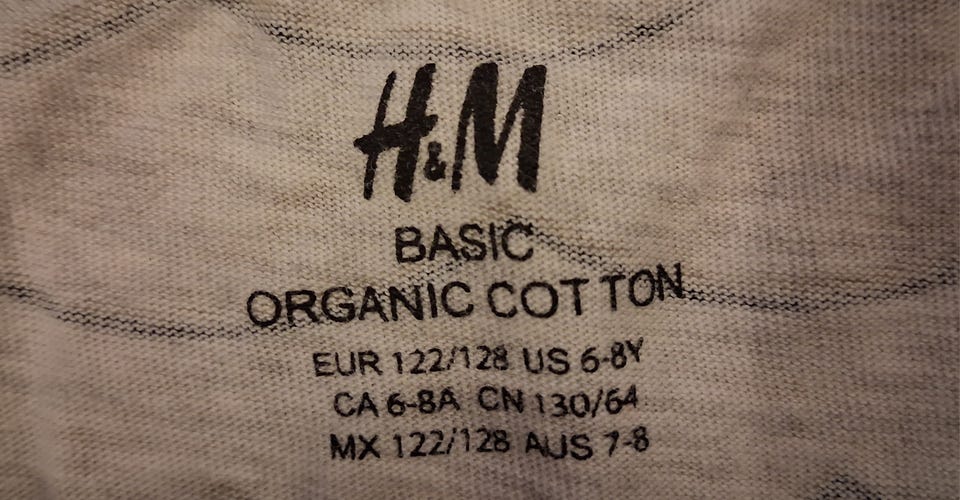 H&M
BASIC
ORGANIC COTTON
EUR 122/128 US 6-8Y
CA 6-8A CN 130/64
MX 122/128 AUS 7-8